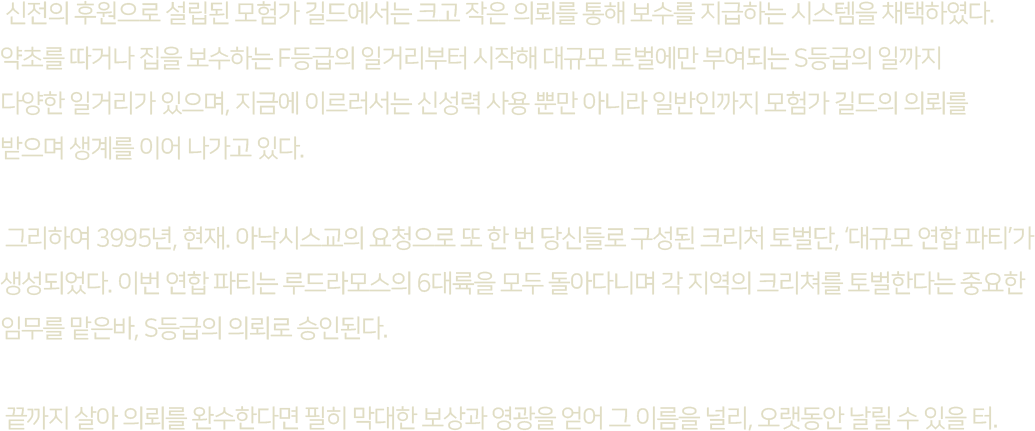 신전의 후원으로 설립된 모험가 길드에서는 크고 작은 의뢰를 통해 보수를 지급하는 시스템을 채택하였다.
약초를 따거나 집을 보수하는 F등급의 일거리부터 시작해 대규모 토벌에만 부여되는 S등급의 일까지
다양한 일거리가 있으며, 지금에 이르러서는 신성력 사용 뿐만 아니라 일반인까지 모험가 길드의 의뢰를
받으며 생계를 이어 나가고 있다.
그리하여 3995년, 현재. 아낙시스교의 요청으로 또 한 번 당신들로 구성된 크리처 토벌단, ‘대규모 연합 파티’가
생성되었다. 이번 연합 파티는 루드라모스의 6대륙을 모두 돌아다니며 각 지역의 크리쳐를 토벌한다는 중요한
임무를 맡은바, S등급의 의뢰로 승인된다.
끝까지 살아 의뢰를 완수한다면 필히 막대한 보상과 영광을 얻어 그 이름을 널리, 오랫동안 날릴 수 있을 터.